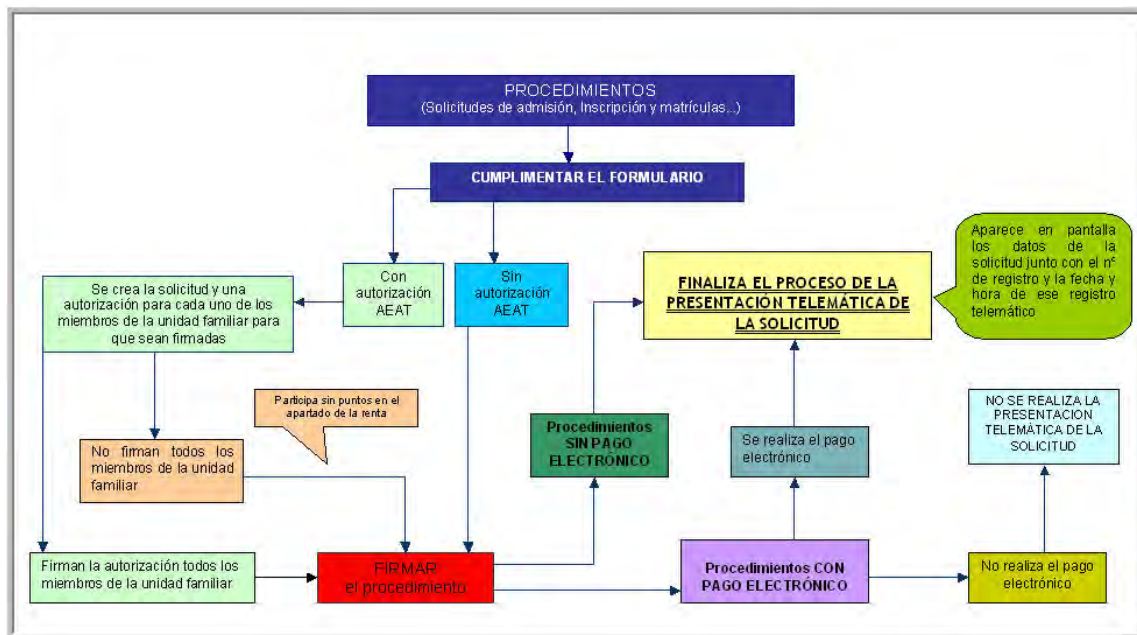 PROCEDIMIENTOS
(Solicitudes de admisión, Inscripción y matrículas...)
CUMPLIMENTAR EL FORMULARIO
Con
autorización
AEAT
Sin
autorización
AEAT
Se crea la solicitud y una
autorización para cada uno de los
miembros de la unidad familiar para
que sean firmadas
FINALIZA EL PROCESO DE LA
PRESENTACIÓN TELEMÁTICA DE
LA SOLICITUD
Aparece en pantalla
los datos de la
solicitud junto con el nº
de registro y la fecha y
hora de ese registro
telemático
Participa sin puntos en el
apartado de la renta
No firman todos los
miembros de la unidad
familiar
Procedimientos
SIN PAGO
ELECTRÓNICO
Se realiza el pago
electrónico
NO SE REALIZA LA
PRESENTACION
TELEMÁTICA DE LA
SOLICITUD
Firman la autorización todos los
miembros de la unidad familiar
FIRMAR
el procedimiento
Procedimientos CON
PAGO ELECTRÓNICO
No realiza el pago
electrónico